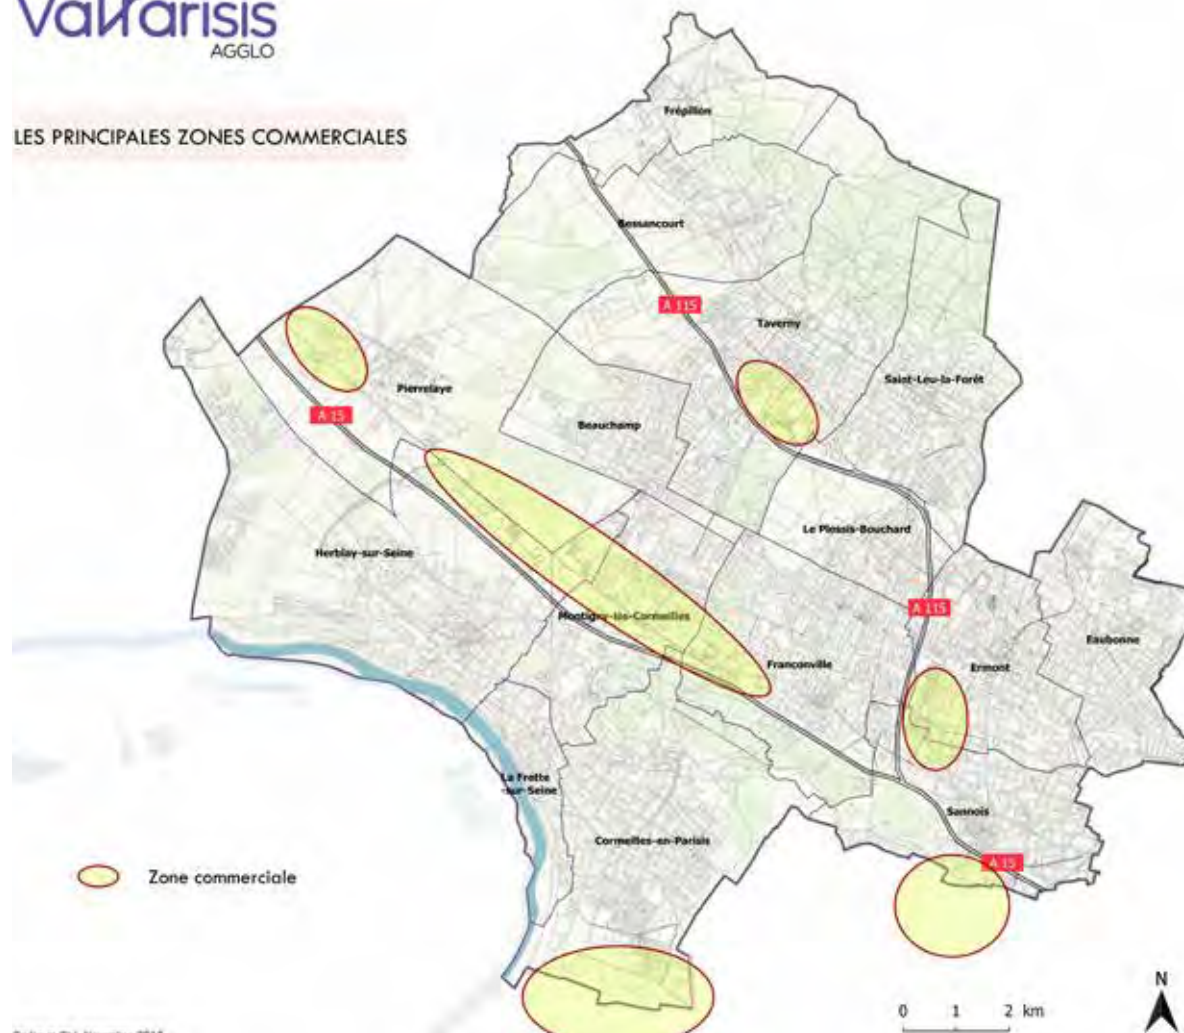 ValParisis
AGGLO
LES PRINCIPALES ZONES COMMERCIALES
Frépillon
Bessancourt
A 115
Taverny
Saint-Leu-la-Forêt
Pierrelaye
A 15
Beauchamp
Le Plessis-Bouchard
Herblay-sur-Seine
A 115
Montigny-lès-Cormeilles
Eaubonne
Franconville
Ermont
La Frette
-sur-Seine
Sannois
Cormeilles-en-Parisis
A 15
Zone commerciale
N
0 1 2 km